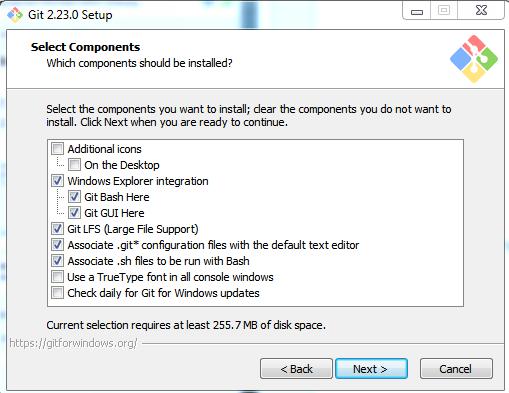 Git 2.23.0 Setup
Select Components
Which components should be installed?
Select the components you want to install; clear the components you do not want to
install. Click Next when you are ready to continue.
Additional icons
On the Desktop
Windows Explorer integration
Git Bash Here
Git GUI Here
Git LFS (Large File Support)
Associate .git* configuration files with the default text editor
Associate .sh files to be run with Bash
Use a TrueType font in all console windows
Check daily for Git for Windows updates
Current selection requires at least 255.7 MB of disk space.
https://gitforwindows.org/
< Back
Next >
Cancel